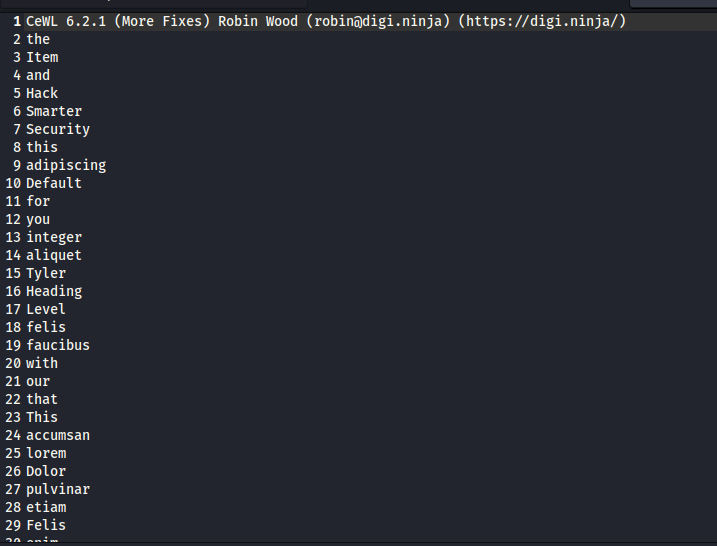 1 CeWL 6.2.1 (More Fixes) Robin Wood (robin@digi.ninja) (https://digi.ninja/)
2 the
3 Item
4 and
5 Hack
6 Smarter
7 Security
8 this
9 adipiscing
10 Default
11 for
12 you
13 integer
14 aliquet
15 Tyler
16 Heading
17 Level
18 felis
19 faucibus
20 with
21 our
22 that
23 This
24 accumsan
25 lorem
26 Dolor
27 pulvinar
28 etiam
29 Felis